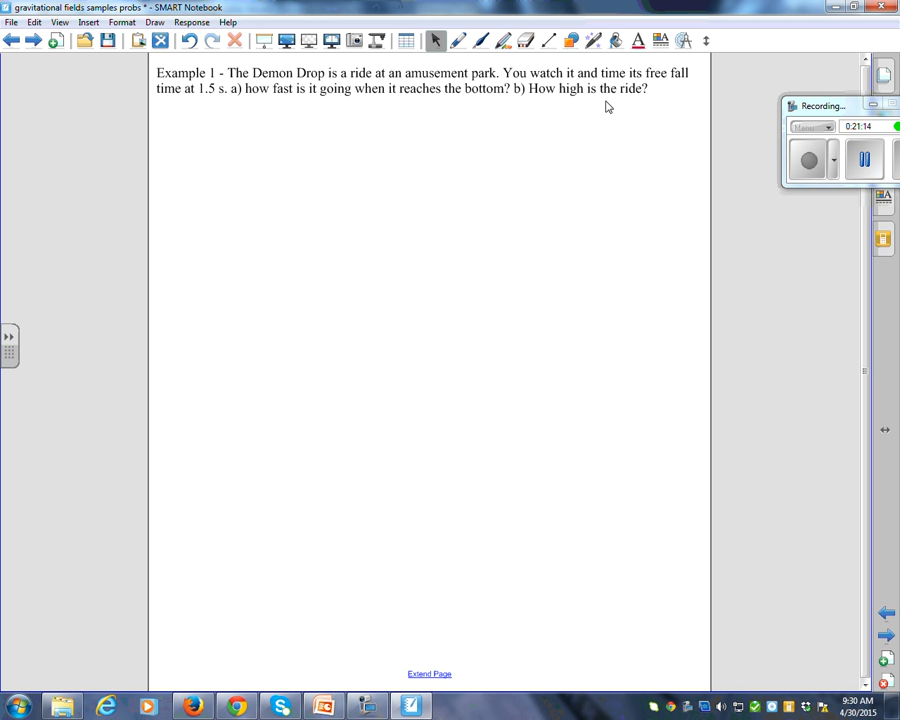 gravitational fields samples probs * - SMART Notebook
File Edit View Insert Format Draw Response Help
Example 1 - The Demon Drop is a ride at an amusement park. You watch it and time its free fall
time at 1.5 s. a) how fast is it going when it reaches the bottom? b) How high is the ride?
Recording...
Menu 0:21:14
Extend Page
9:30 AM
4/30/2015